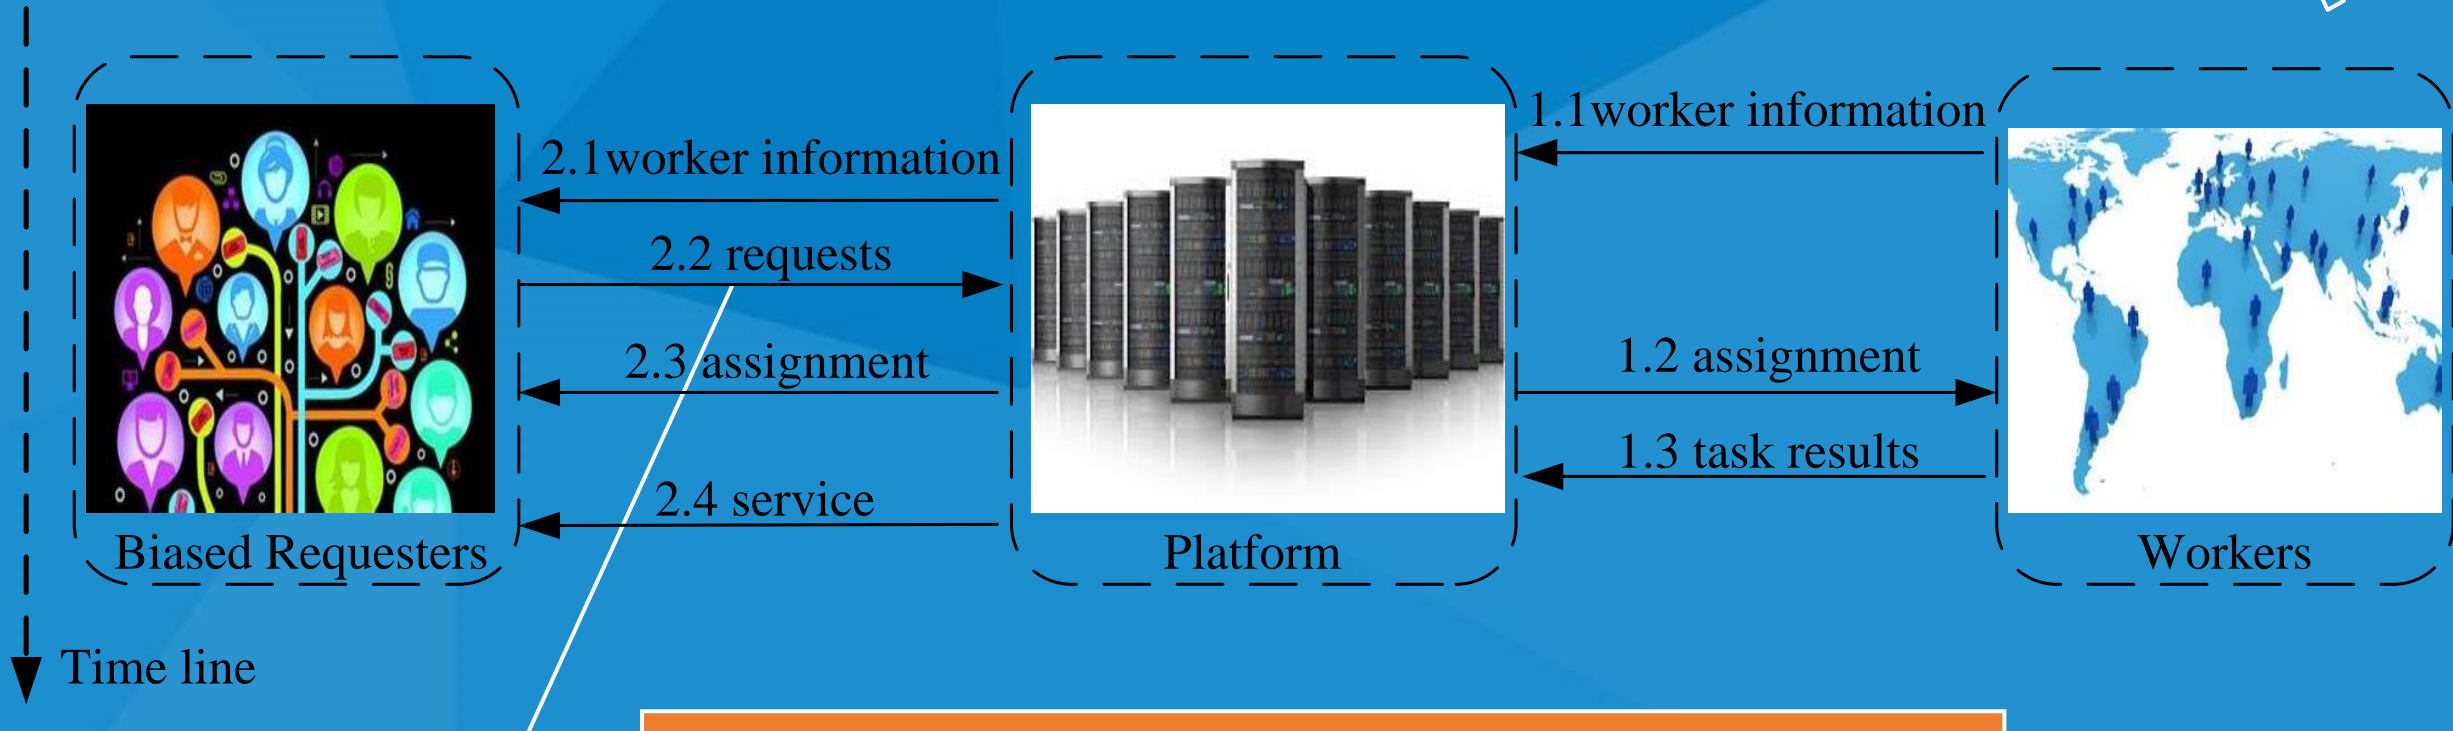 1.1worker information
2.1worker information
2.2 requests
2.3 assignment
1.2 assignment
1.3 task results
2.4 service
Biased Requesters
Platform
Workers
Time line